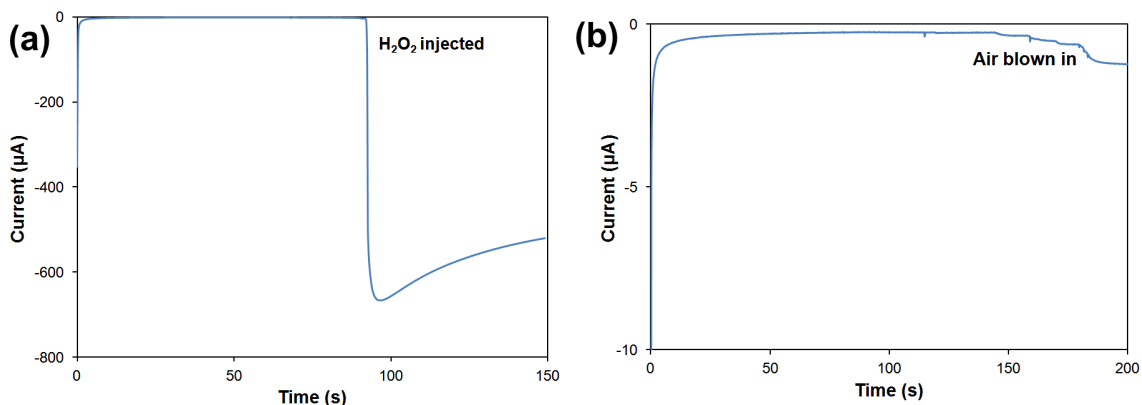 (a)
H₂O₂ injected
0
-200
-400
-600
-800
0
50
100
150
Current (µA)
Time (s)
(b)
Air blown in
0
-5
-10
0
50
100
150
200
Current (µA)
Time (s)